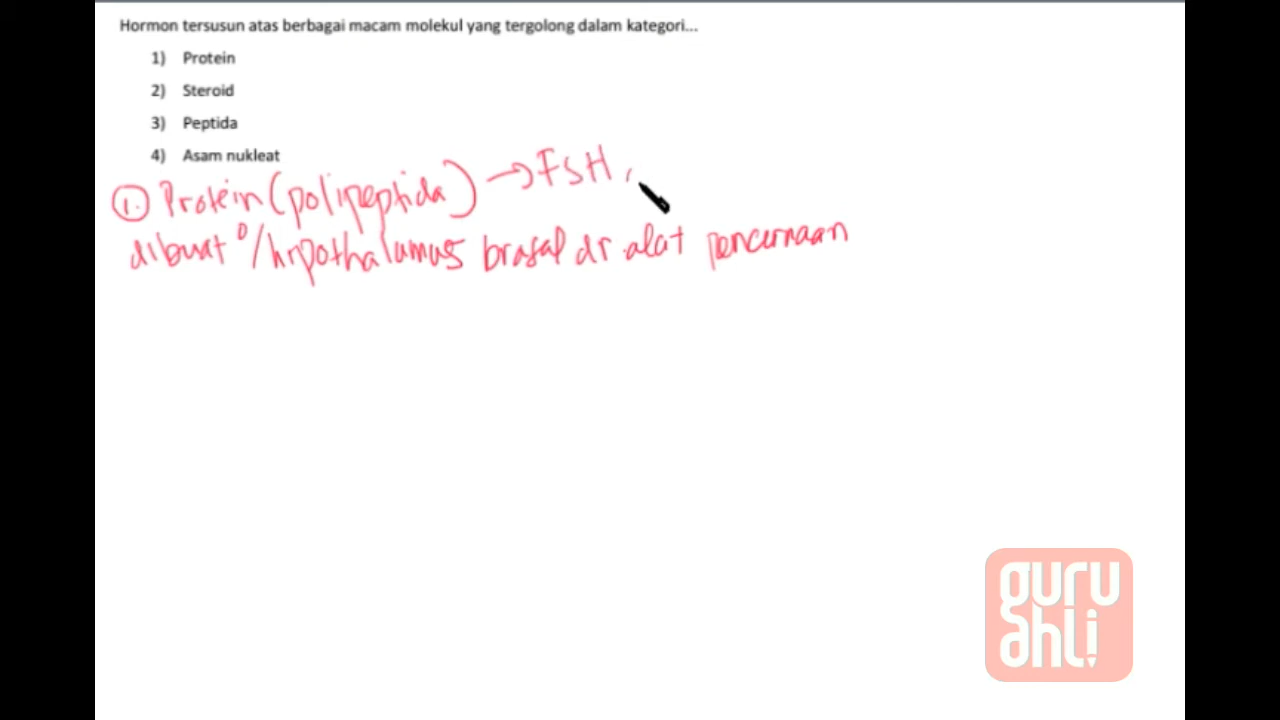 Hormon tersusun atas berbagai macam molekul yang tergolong dalam kategori...
1) Protein
2) Steroid
3) Peptida
4) Asam nukleat
1. Protein (polipeptida) → FSH,
dibuat o/ hipothalamus brasal dr alat pencernaan
guru
ahli